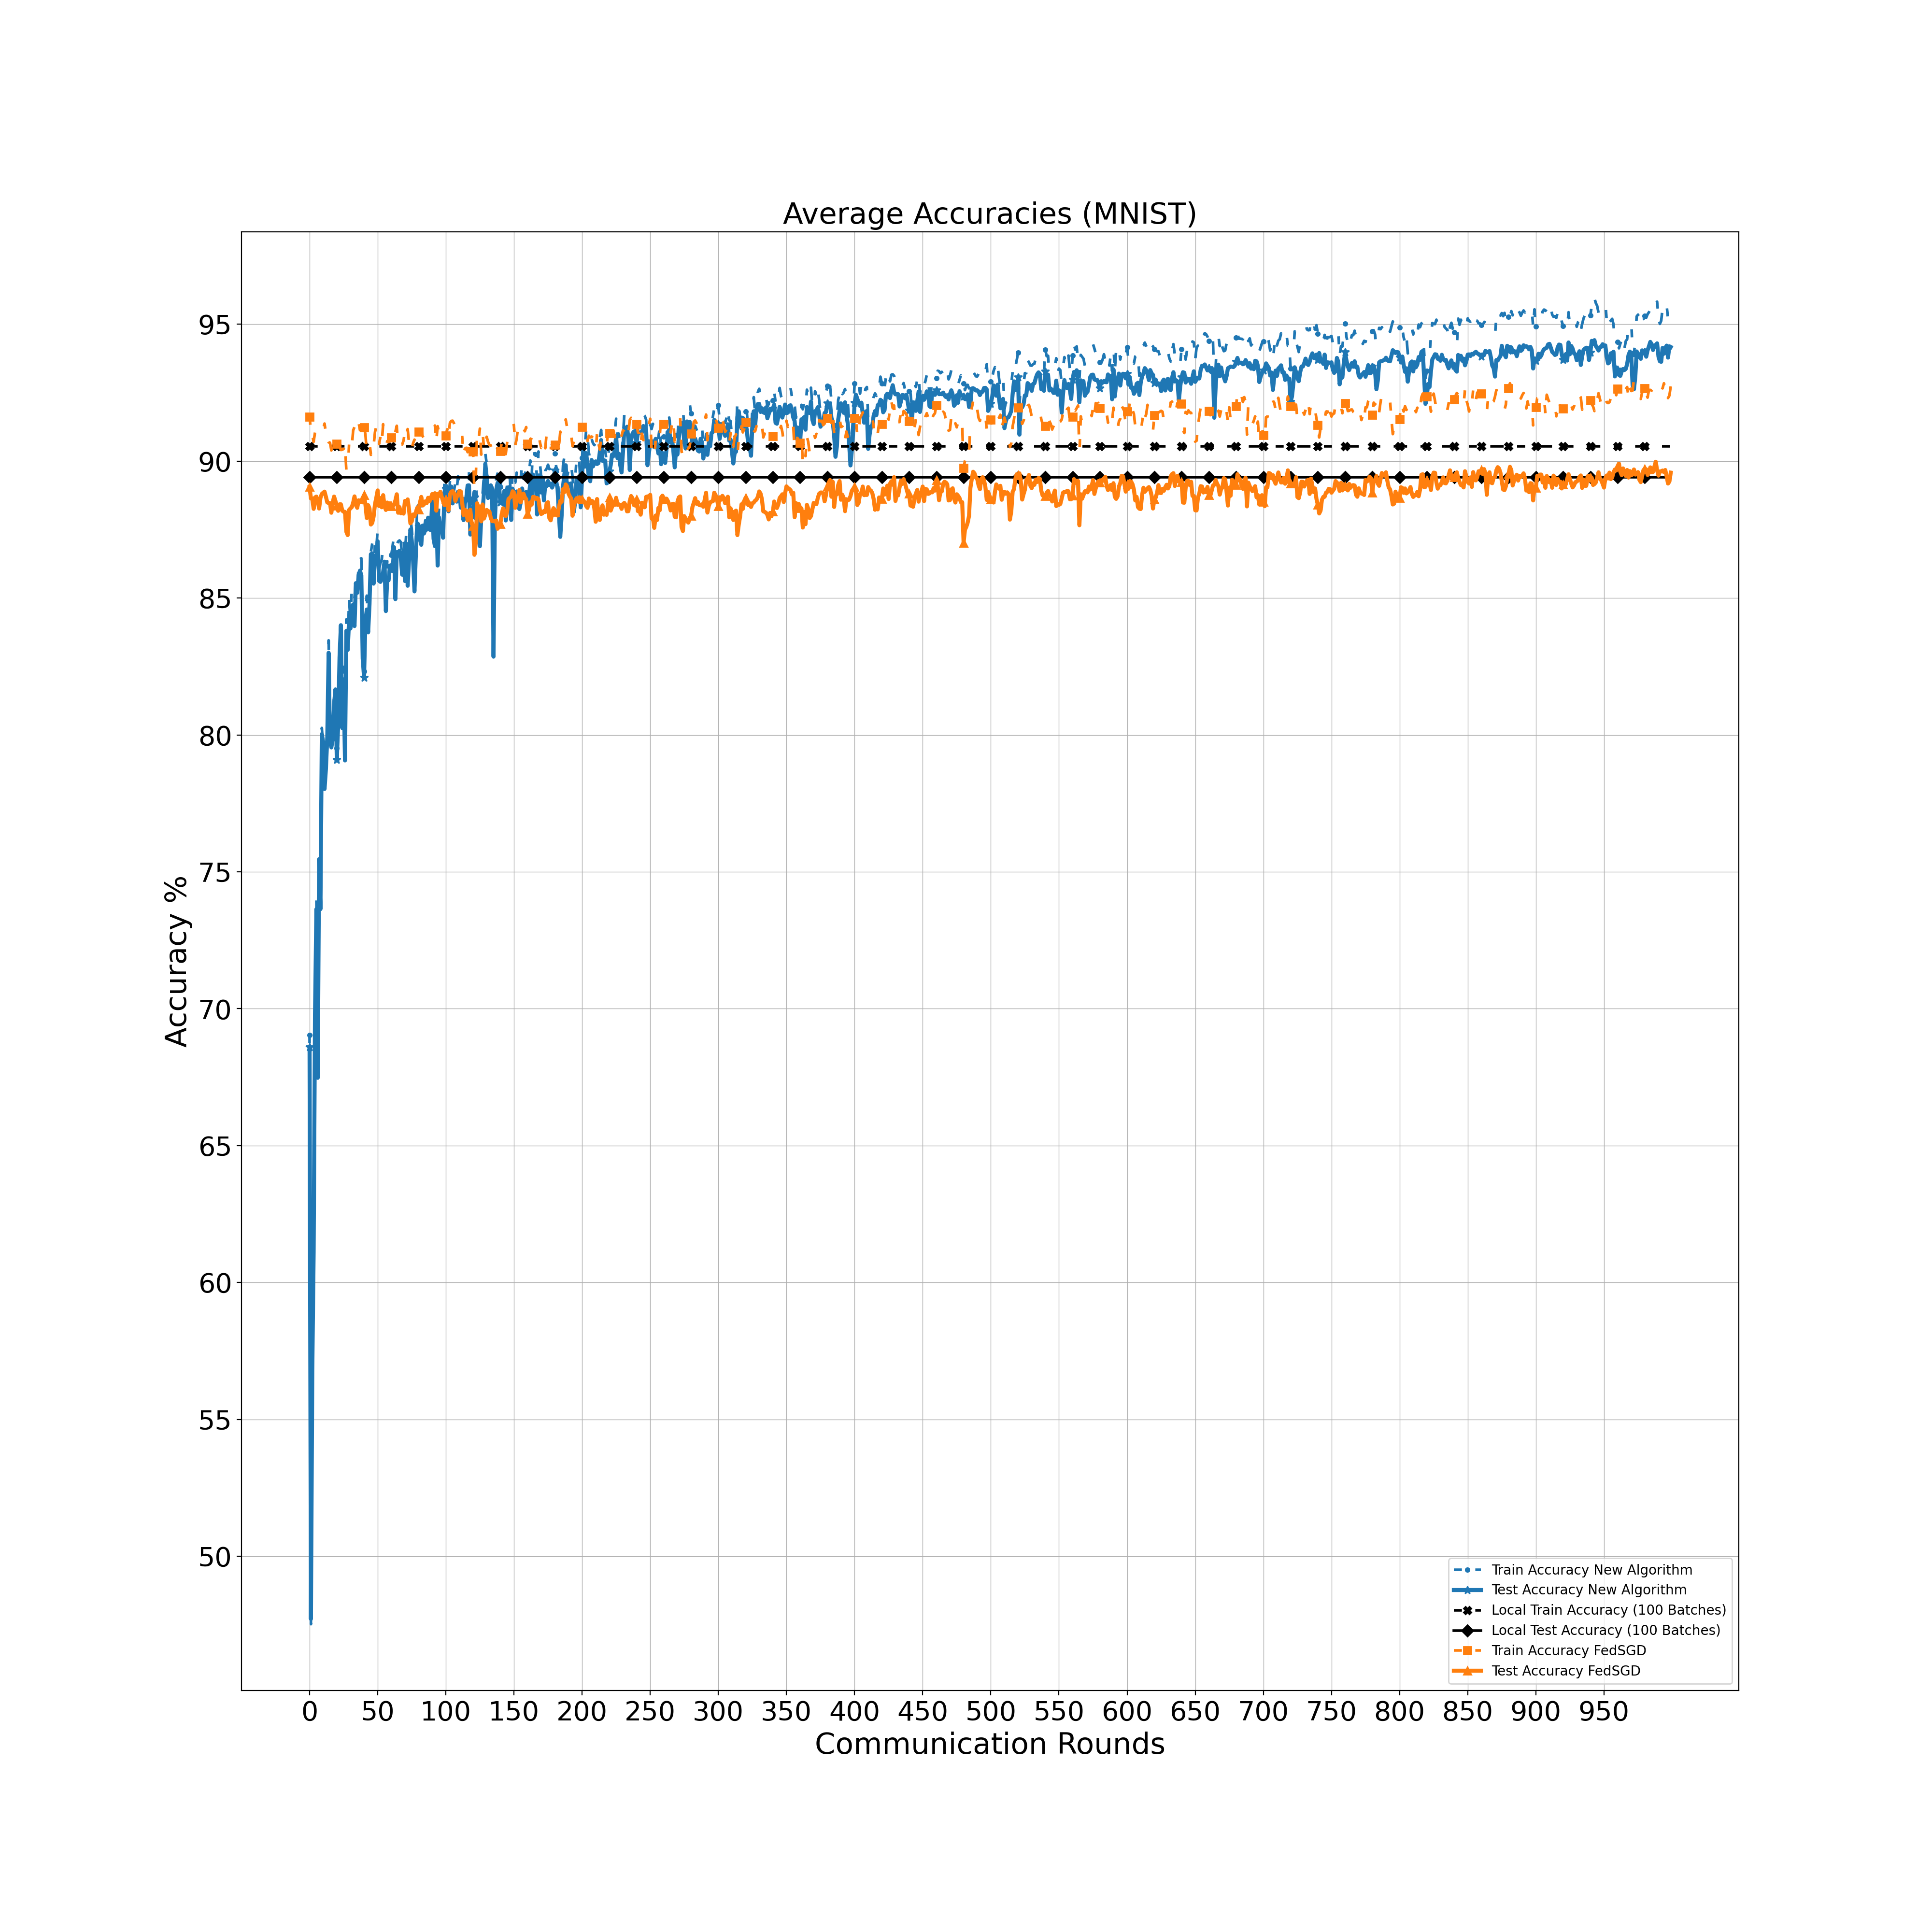 Average Accuracies (MNIST)
95
90
85
80
75
70
65
60
55
50
Accuracy %
0 50 100 150 200 250 300 350 400 450 500 550 600 650 700 750 800 850 900 950
Communication Rounds
Train Accuracy New Algorithm
Test Accuracy New Algorithm
Local Train Accuracy (100 Batches)
Local Test Accuracy (100 Batches)
Train Accuracy FedSGD
Test Accuracy FedSGD